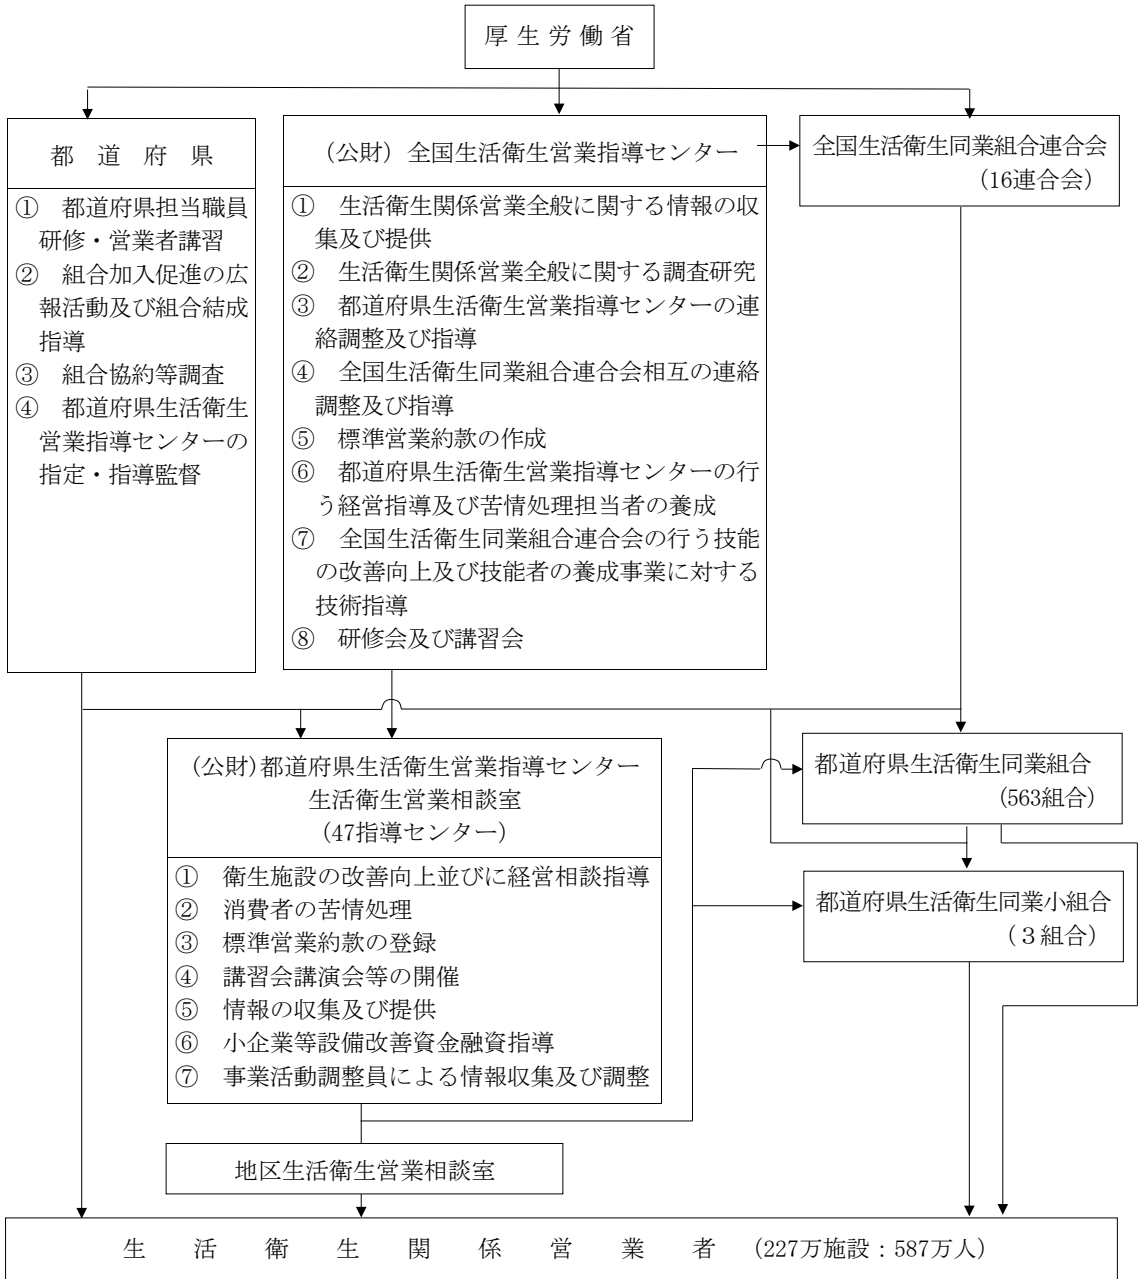 厚生労働省
都道府県
① 都道府県担当職員
研修・営業者講習
② 組合加入促進の広
報活動及び組合結成
指導
③ 組合協約等調査
④ 都道府県生活衛生
営業指導センターの
指定・指導監督
(公財)全国生活衛生営業指導センター
① 生活衛生関係営業全般に関する情報の収
集及び提供
② 生活衛生関係営業全般に関する調査研究
③ 都道府県生活衛生営業指導センターの連
絡調整及び指導
④ 全国生活衛生同業組合連合会相互の連絡
調整及び指導
⑤ 標準営業約款の作成
⑥ 都道府県生活衛生営業指導センターの行
う経営指導及び苦情処理担当者の養成
⑦ 全国生活衛生同業組合連合会の行う技能
の改善向上及び技能者の養成事業に対する
技術指導
⑧ 研修会及び講習会
全国生活衛生同業組合連合会
(16連合会)
(公財)都道府県生活衛生営業指導センター
生活衛生営業相談室
(47指導センター)
① 衛生施設の改善向上並びに経営相談指導
② 消費者の苦情処理
③ 標準営業約款の登録
④ 講習会講演会等の開催
⑤ 情報の収集及び提供
⑥ 小企業等設備改善資金融資指導
⑦ 事業活動調整員による情報収集及び調整
都道府県生活衛生同業組合
(563組合)
都道府県生活衛生同業小組合
(3組合)
地区生活衛生営業相談室
生活衛生関係営業者 (227万施設:587万人)